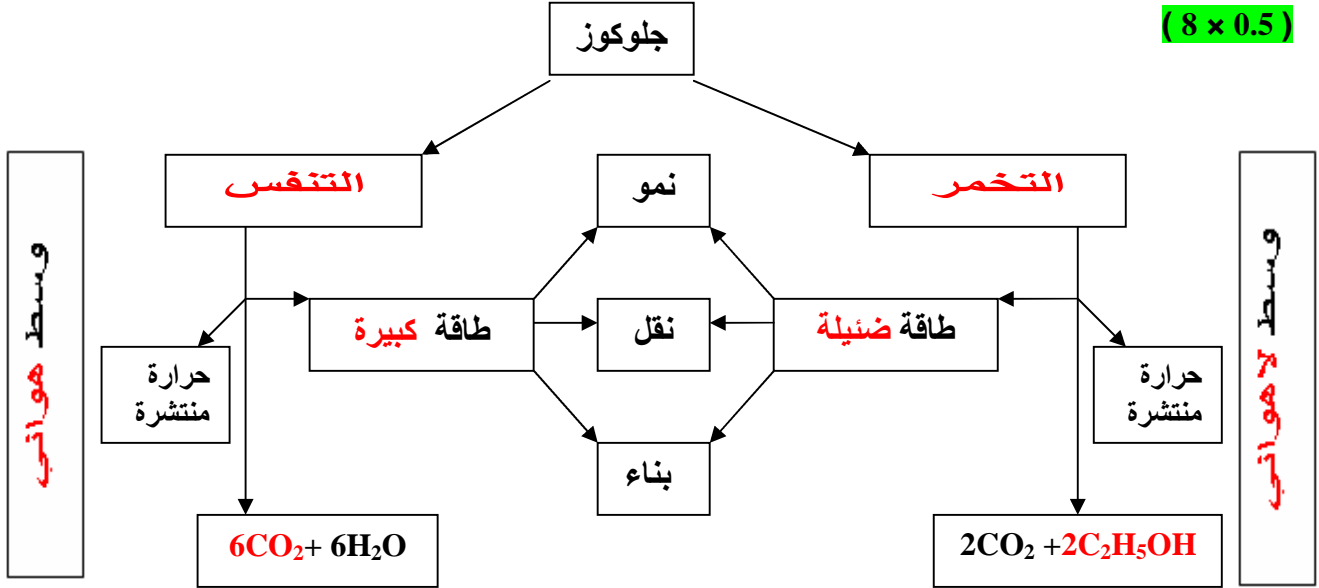 ( 8 × 0.5 )
جلوكوز
التخمر
نمو
التنفس
وسط لاهوائي
وسط هوائي
طاقة ضئيلة
نقل
طاقة كبيرة
حرارة
منتشرة
حرارة
منتشرة
بناء
2CO₂ +2C₂H₅OH
6CO₂+ 6H₂O